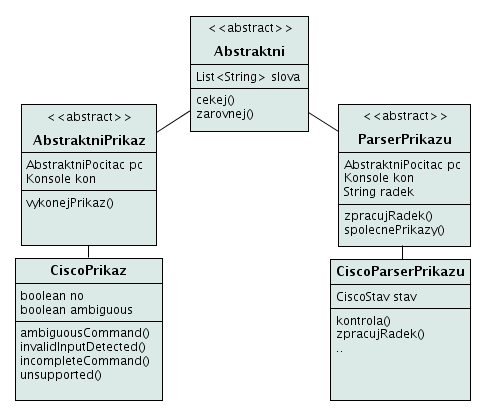 <<abstract>>
Abstraktni
List<String> slova
cekej()
zarovnej()
<<abstract>>
AbstraktniPrikaz
AbstraktniPocitac pc
Konsole kon
vykonejPrikaz()
<<abstract>>
ParserPrikazu
AbstraktniPocitac pc
Konsole kon
String radek
zpracujRadek()
spolecnePrikazy()
CiscoPrikaz
boolean no
boolean ambiguous
ambiguousCommand()
invalidInputDetected()
incompleteCommand()
unsupported()
CiscoParserPrikazu
CiscoStav stav
kontrola()
zpracujRadek()
..